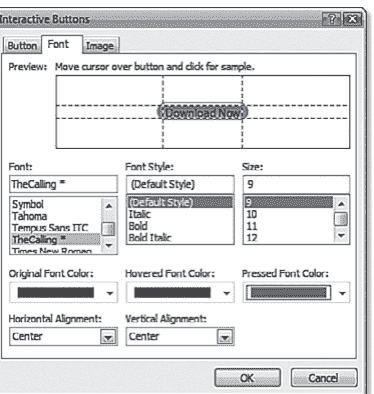 Interactive Buttons
Button Font Image
Preview: Move cursor over button and click for sample.
Download Now
Font: Font Style: Size:
TheCalling * (Default Style) 9
Symbol (Default Style) 9
Tahoma Italic 10
Tempus Sans ITC Bold 11
TheCalling * Bold Italic 12
Times New Roman
Original Font Color: Hovered Font Color: Pressed Font Color:
Horizontal Alignment: Vertical Alignment:
Center Center
OK Cancel